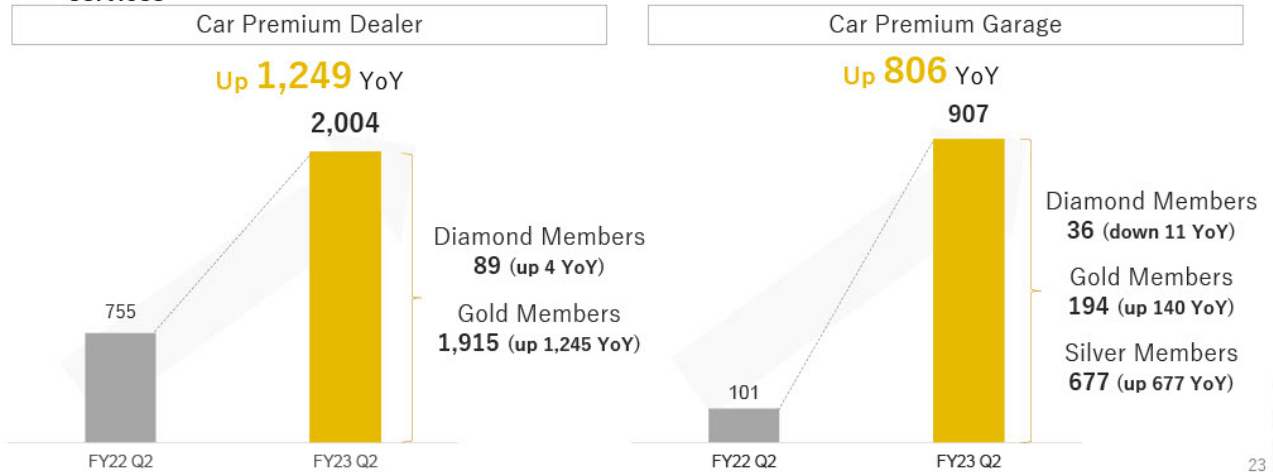 Car Premium Dealer
Up 1,249 YoY
2,004
755
Diamond Members
89 (up 4 YoY)
Gold Members
1,915 (up 1,245 YoY)
FY22 Q2
FY23 Q2
Car Premium Garage
Up 806 YoY
907
101
Diamond Members
36 (down 11 YoY)
Gold Members
194 (up 140 YoY)
Silver Members
677 (up 677 YoY)
FY22 Q2
FY23 Q2
23